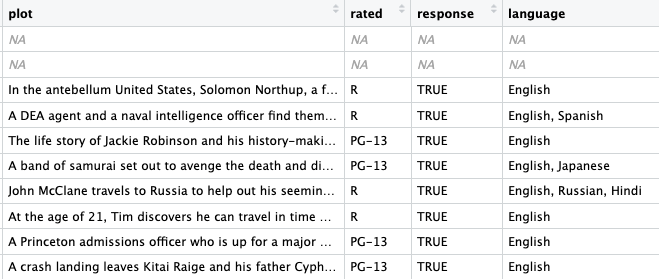 plot rated response language
NA NA NA NA
NA NA NA NA
In the antebellum United States, Solomon Northup, a f... R TRUE English
A DEA agent and a naval intelligence officer find them... R TRUE English, Spanish
The life story of Jackie Robinson and his history-maki... PG-13 TRUE English
A band of samurai set out to avenge the death and di... PG-13 TRUE English, Japanese
John McClane travels to Russia to help out his seemin... R TRUE English, Russian, Hindi
At the age of 21, Tim discovers he can travel in time ... R TRUE English
A Princeton admissions officer who is up for a major ... PG-13 TRUE English
A crash landing leaves Kitai Raige and his father Cyph... PG-13 TRUE English